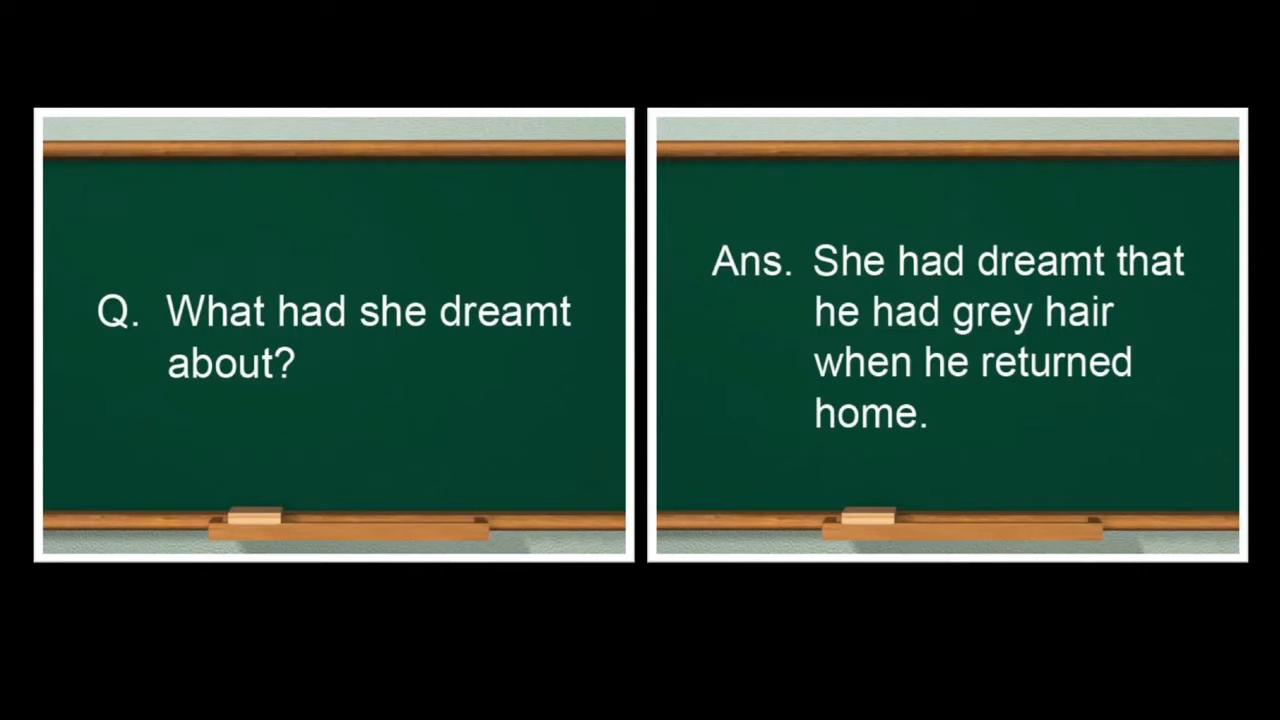 Q. What had she dreamt
about?
Ans. She had dreamt that
he had grey hair
when he returned
home.